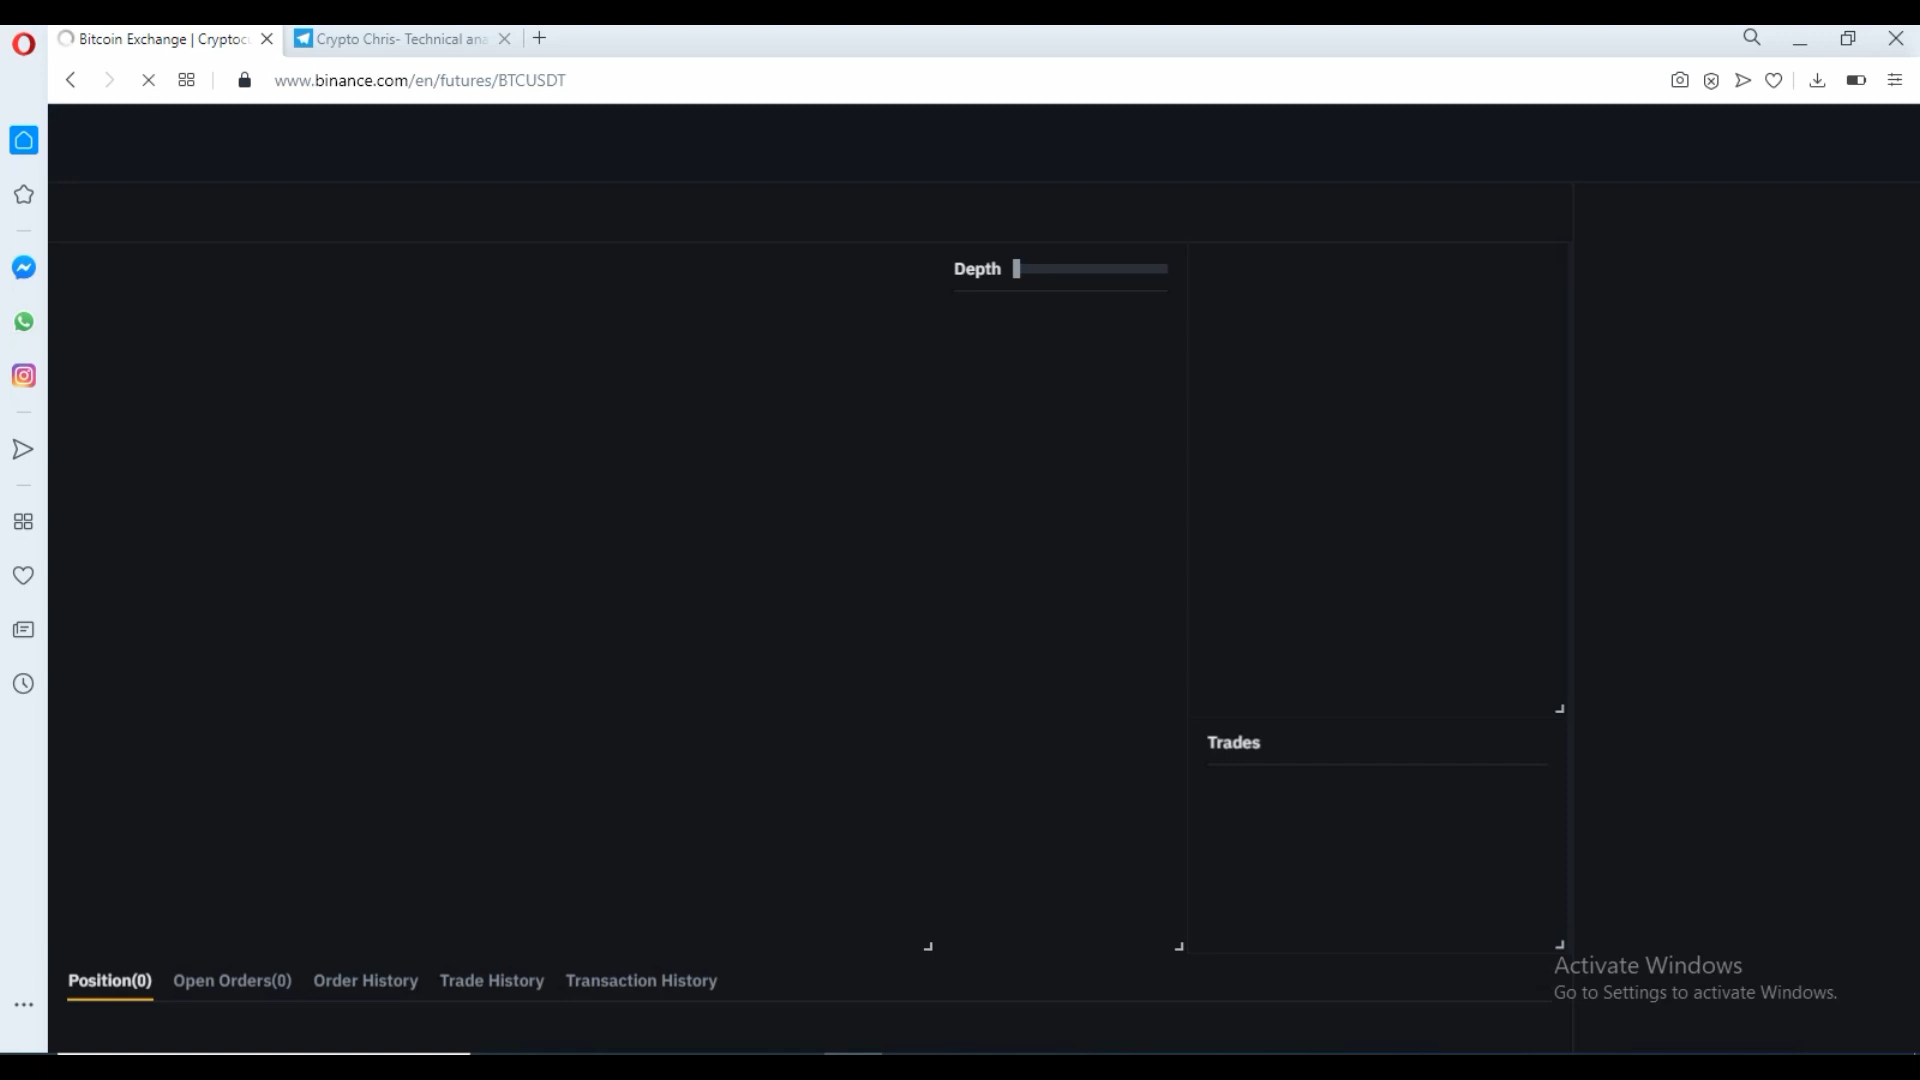 Bitcoin Exchange | Cryptoc
Crypto Chris- Technical ana
www.binance.com/en/futures/BTCUSDT
Depth
Trades
Position(0) Open Orders(0) Order History Trade History Transaction History
Activate Windows
Go to Settings to activate Windows.